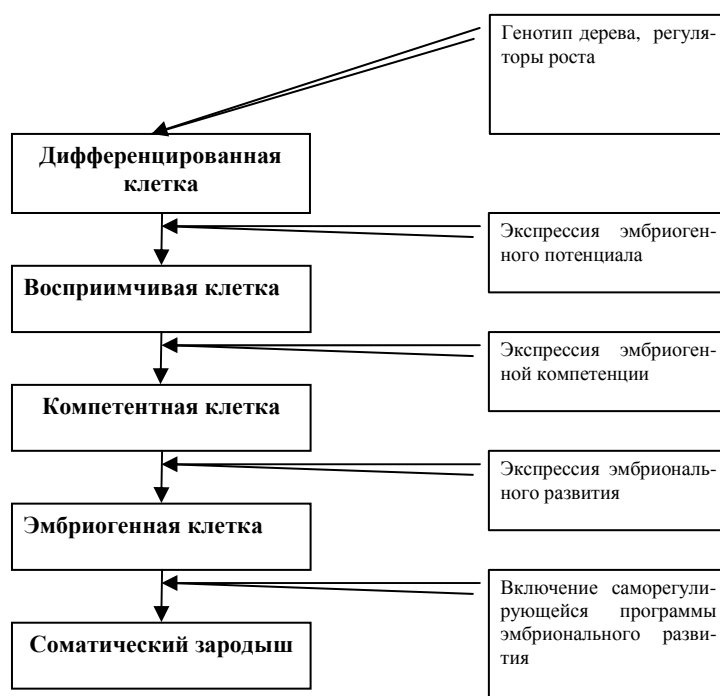 Генотип дерева, регуля-
торы роста
Дифференцированная
клетка
Экспрессия эмбриоген-
ного потенциала
Восприимчивая клетка
Экспрессия эмбриоген-
ной компетенции
Компетентная клетка
Экспрессия эмбриональ-
ного развития
Эмбриогенная клетка
Включение саморегули-
рующейся программы
эмбрионального разви-
тия
Соматический зародыш